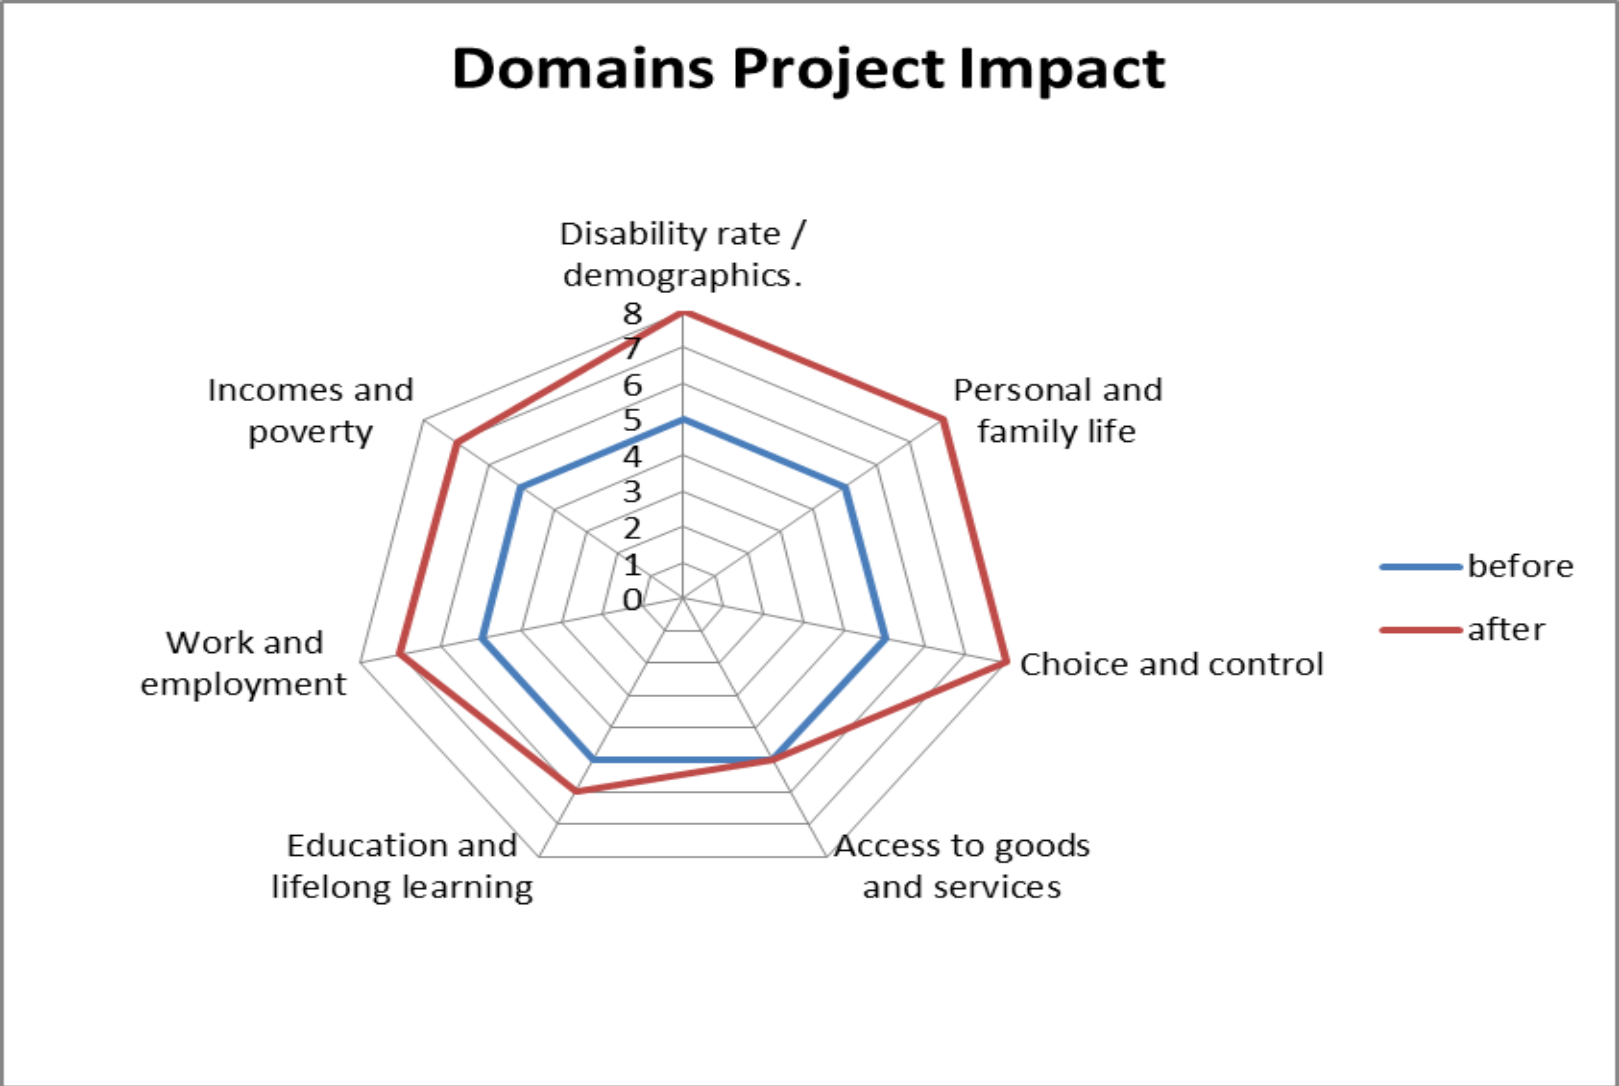 Domains Project Impact
Disability rate /
demographics.
8
7
6
5
4
3
2
1
0
Personal and
family life
Choice and control
Access to goods
and services
Education and
lifelong learning
Work and
employment
Incomes and
poverty
before
after